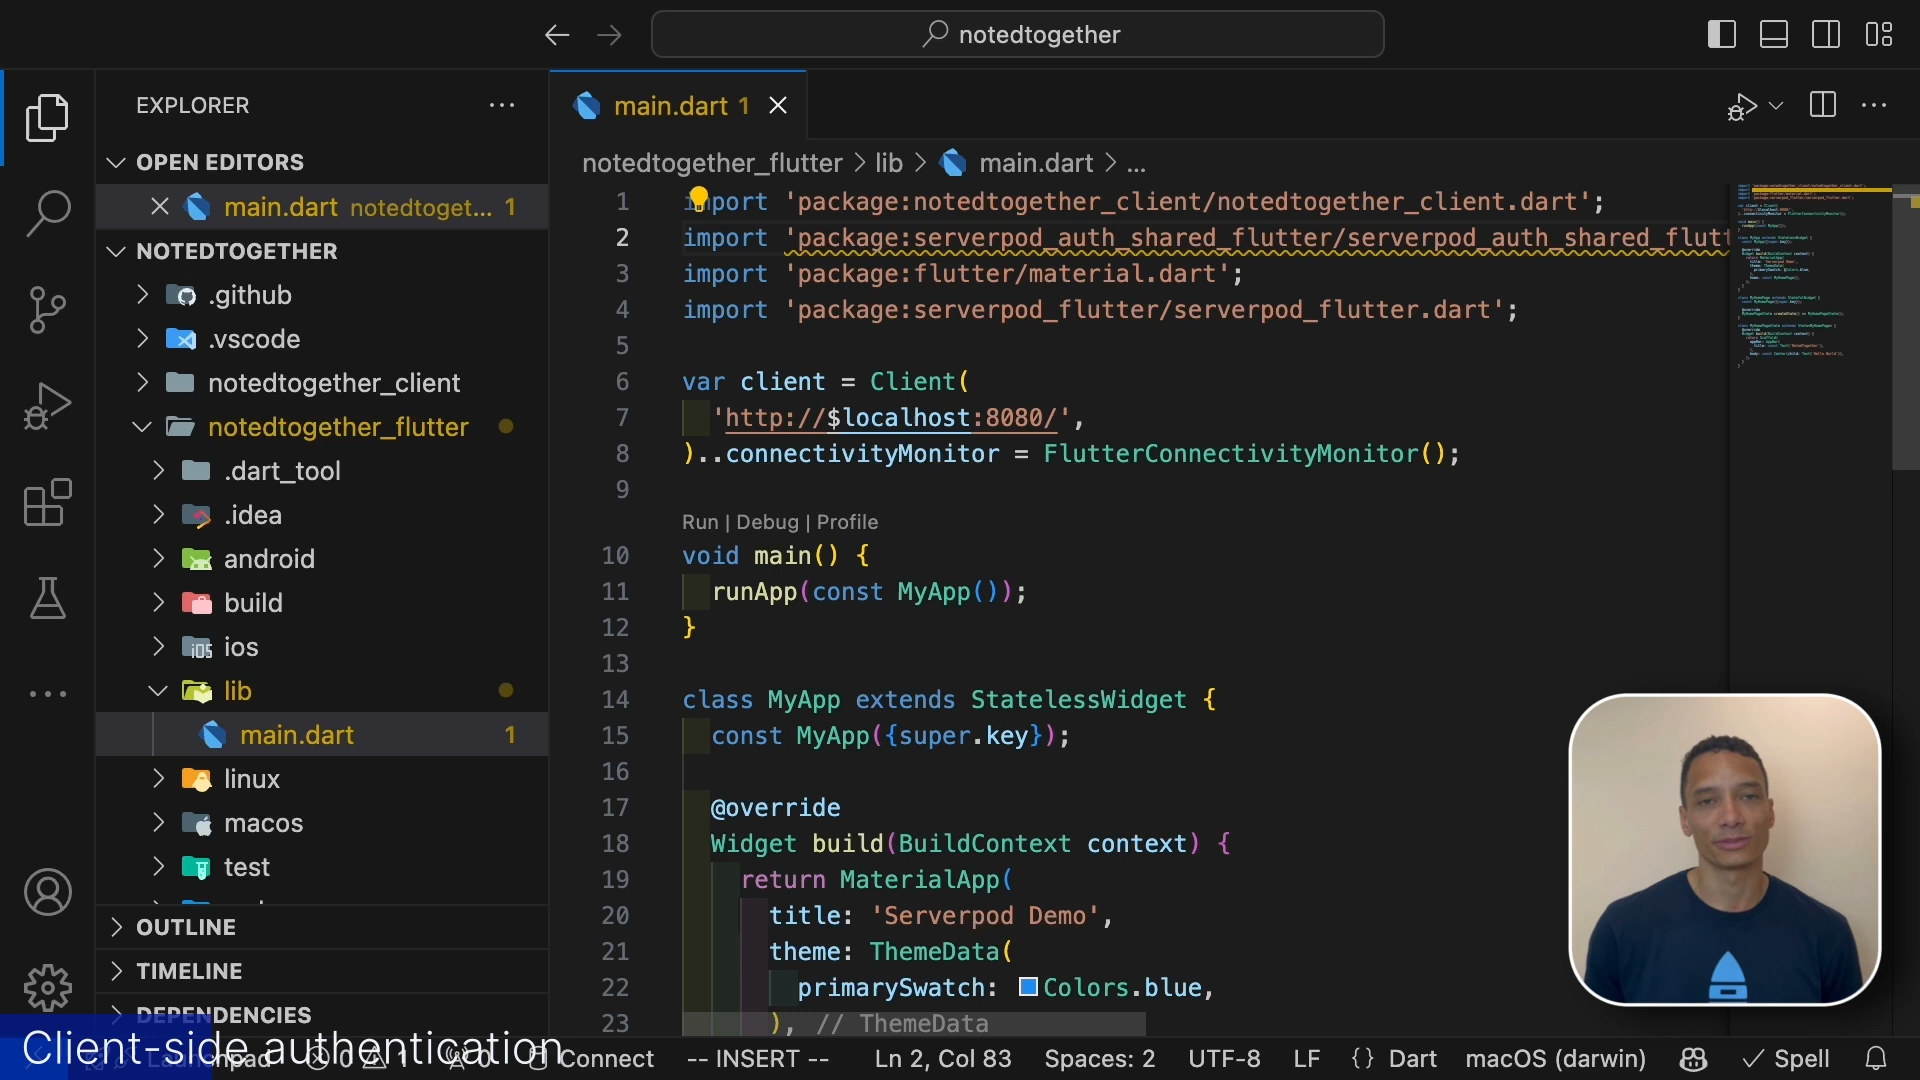 notedtogether
EXPLORER
OPEN EDITORS
main.dart notedtoget... 1
NOTEDTOGETHER
.github
.vscode
notedtogether_client
notedtogether_flutter
.dart_tool
.idea
android
build
ios
lib
main.dart 1
linux
macos
test
OUTLINE
TIMELINE
DEPENDENCIES
main.dart 1
notedtogether_flutter > lib > main.dart > ...
1 import 'package:notedtogether_client/notedtogether_client.dart';
2 import 'package:serverpod_auth_shared_flutter/serverpod_auth_shared_flutt
3 import 'package:flutter/material.dart';
4 import 'package:serverpod_flutter/serverpod_flutter.dart';
5
6 var client = Client(
7 'http://$localhost:8080/',
8 )..connectivityMonitor = FlutterConnectivityMonitor();
9
Run | Debug | Profile
10 void main() {
11 runApp(const MyApp());
12 }
13
14 class MyApp extends StatelessWidget {
15 const MyApp({super.key});
16
17 @override
18 Widget build(BuildContext context) {
19 return MaterialApp(
20 title: 'Serverpod Demo',
21 theme: ThemeData(
22 primarySwatch: Colors.blue,
23 ), // ThemeData
Client-side authentication
Launchpad 0 1 0 Connect -- INSERT -- Ln 2, Col 83 Spaces: 2 UTF-8 LF {} Dart macOS (darwin) Spell